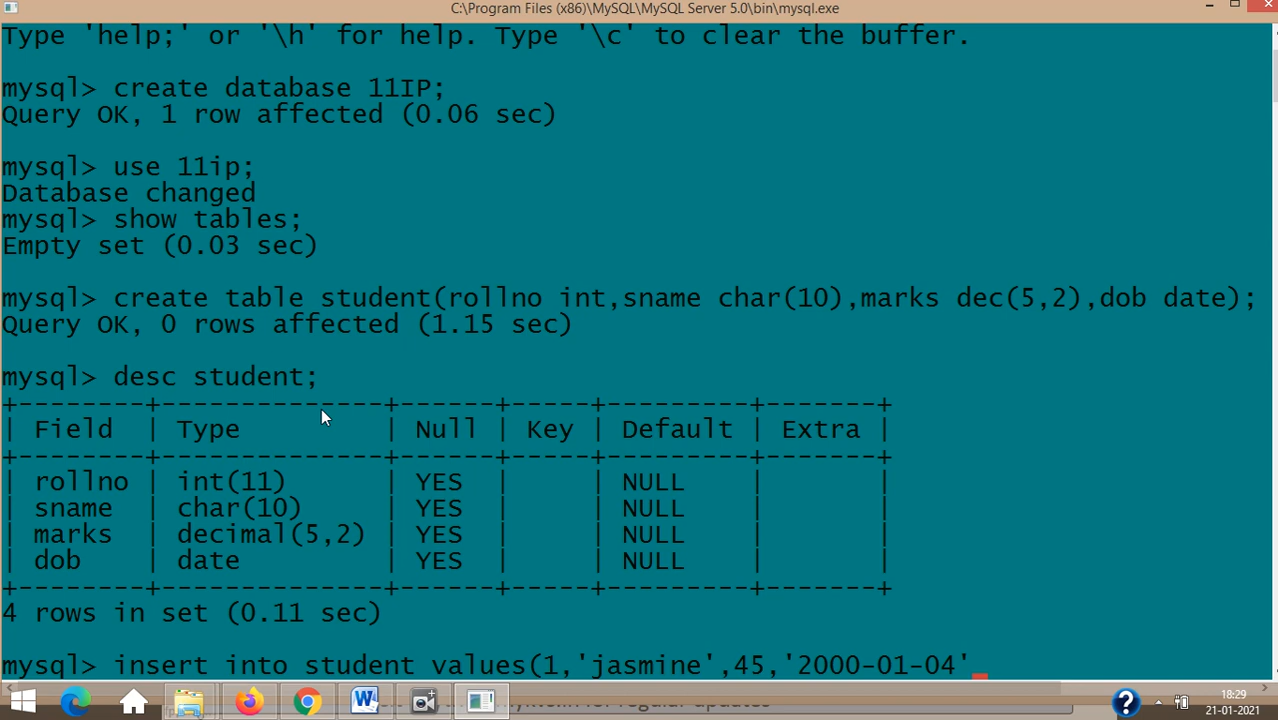 C:\Program Files (x86)\MySQL\MySQL Server 5.0\bin\mysql.exe
Type 'help;' or '\h' for help. Type '\c' to clear the buffer.
mysql> create database 11IP;
Query OK, 1 row affected (0.06 sec)
mysql> use 11ip;
Database changed
mysql> show tables;
Empty set (0.03 sec)
mysql> create table student(rollno int,sname char(10),marks dec(5,2),dob date);
Query OK, 0 rows affected (1.15 sec)
mysql> desc student;
+--------+--------------+------+-----+---------+-------+
| Field | Type | Null | Key | Default | Extra |
+--------+--------------+------+-----+---------+-------+
| rollno | int(11) | YES | | NULL | |
| sname | char(10) | YES | | NULL | |
| marks | decimal(5,2) | YES | | NULL | |
| dob | date | YES | | NULL | |
+--------+--------------+------+-----+---------+-------+
4 rows in set (0.11 sec)
mysql> insert into student values(1,'jasmine',45,'2000-01-04'
for regular updates
18:29
21-01-2021